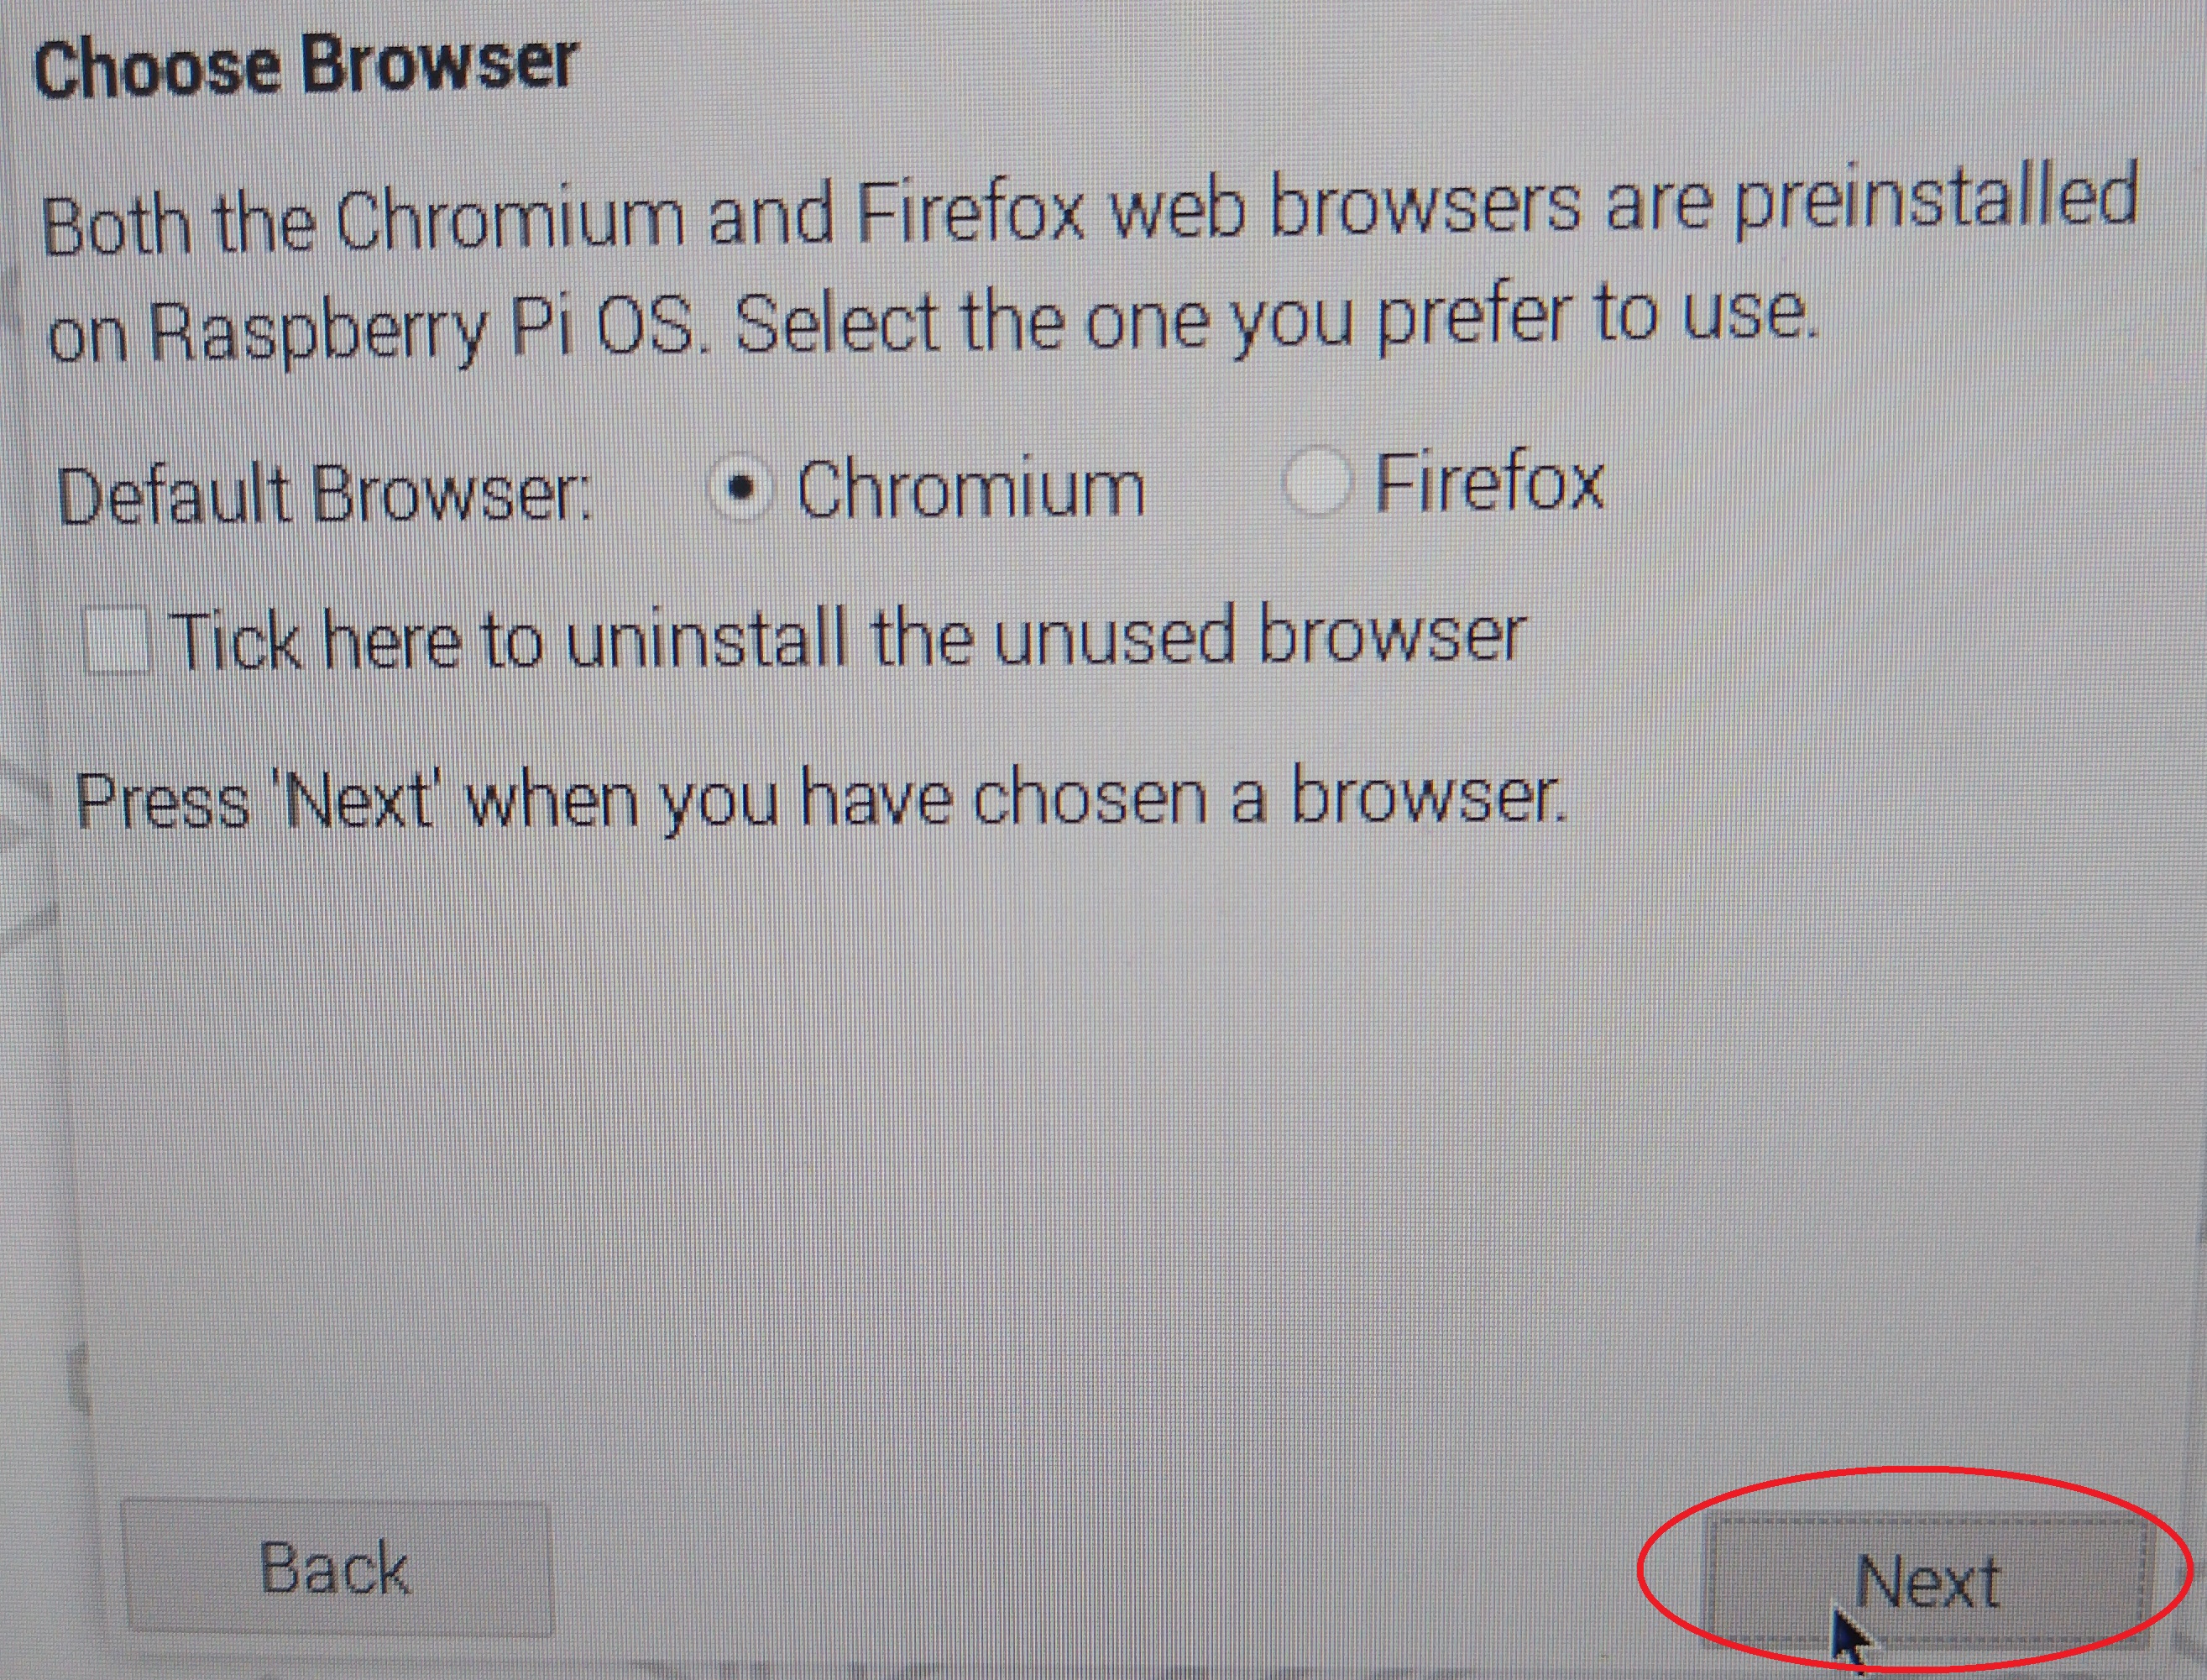 Choose Browser
Both the Chromium and Firefox web browsers are preinstalled
on Raspberry Pi OS. Select the one you prefer to use.
Default Browser: Chromium Firefox
Tick here to uninstall the unused browser
Press 'Next' when you have chosen a browser.
Back Next